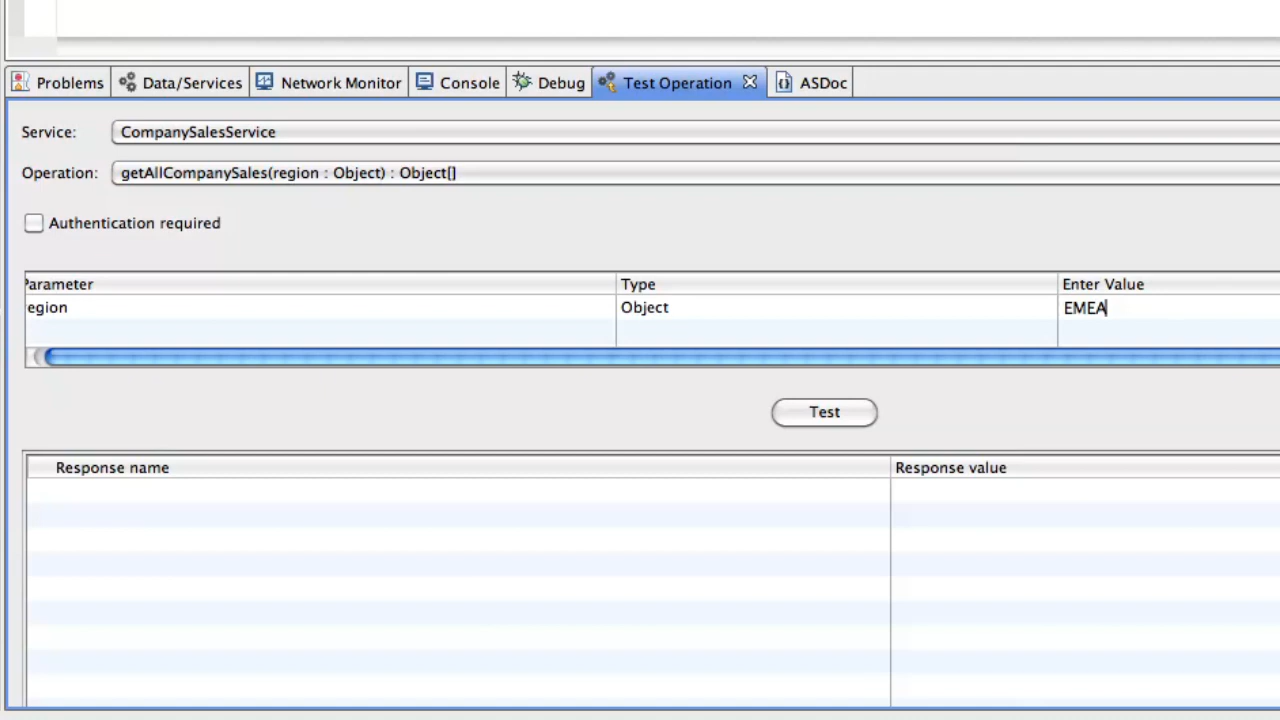 Problems Data/Services Network Monitor Console Debug Test Operation ASDoc
Service: CompanySalesService
Operation: getAllCompanySales(region : Object) : Object[]
Authentication required
Parameter Type Enter Value
egion Object EMEA
Test
Response name Response value